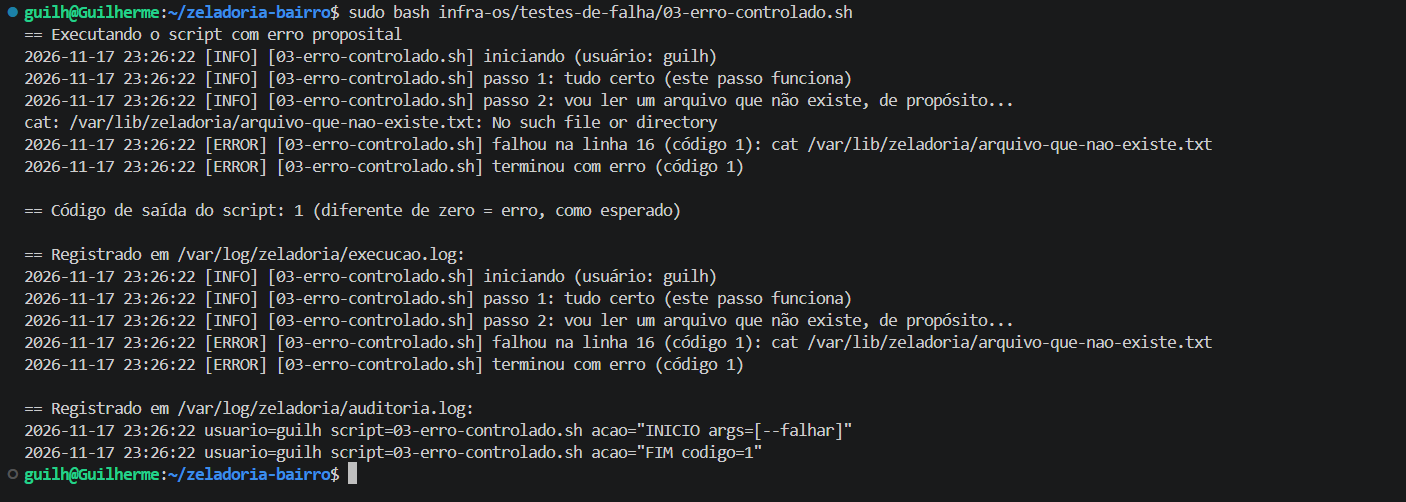 guilh@Guilherme:~/zeladoria-bairro$ sudo bash infra-os/testes-de-falha/03-erro-controlado.sh
== Executando o script com erro proposital
2026-11-17 23:26:22 [INFO] [03-erro-controlado.sh] iniciando (usuário: guilh)
2026-11-17 23:26:22 [INFO] [03-erro-controlado.sh] passo 1: tudo certo (este passo funciona)
2026-11-17 23:26:22 [INFO] [03-erro-controlado.sh] passo 2: vou ler um arquivo que não existe, de propósito...
cat: /var/lib/zeladoria/arquivo-que-nao-existe.txt: No such file or directory
2026-11-17 23:26:22 [ERROR] [03-erro-controlado.sh] falhou na linha 16 (código 1): cat /var/lib/zeladoria/arquivo-que-nao-existe.txt
2026-11-17 23:26:22 [ERROR] [03-erro-controlado.sh] terminou com erro (código 1)

== Código de saída do script: 1 (diferente de zero = erro, como esperado)

== Registrado em /var/log/zeladoria/execucao.log:
2026-11-17 23:26:22 [INFO] [03-erro-controlado.sh] iniciando (usuário: guilh)
2026-11-17 23:26:22 [INFO] [03-erro-controlado.sh] passo 1: tudo certo (este passo funciona)
2026-11-17 23:26:22 [INFO] [03-erro-controlado.sh] passo 2: vou ler um arquivo que não existe, de propósito...
2026-11-17 23:26:22 [ERROR] [03-erro-controlado.sh] falhou na linha 16 (código 1): cat /var/lib/zeladoria/arquivo-que-nao-existe.txt
2026-11-17 23:26:22 [ERROR] [03-erro-controlado.sh] terminou com erro (código 1)

== Registrado em /var/log/zeladoria/auditoria.log:
2026-11-17 23:26:22 usuario=guilh script=03-erro-controlado.sh acao="INICIO args=[--falhar]"
2026-11-17 23:26:22 usuario=guilh script=03-erro-controlado.sh acao="FIM codigo=1"
guilh@Guilherme:~/zeladoria-bairro$